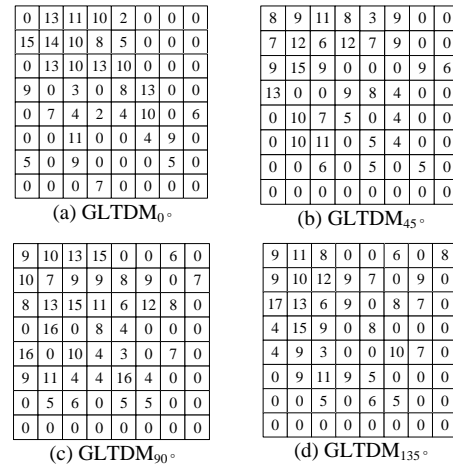 0 13 11 10 2 0 0 0
15 14 10 8 5 0 0 0
0 13 10 13 10 0 0 0
9 0 3 0 8 13 0 0
0 7 4 2 4 10 0 6
0 0 11 0 0 4 9 0
5 0 9 0 0 0 5 0
0 0 0 7 0 0 0 0
(a) GLTDM0°
8 9 11 8 3 9 0 0
7 12 6 12 7 9 0 0
9 15 9 0 0 0 9 6
13 0 0 9 8 4 0 0
0 10 7 5 0 4 0 0
0 10 11 0 5 4 0 0
0 0 6 0 5 0 5 0
0 0 0 0 0 0 0 0
(b) GLTDM45°
9 10 13 15 0 0 6 0
10 7 9 9 8 9 0 7
8 13 15 11 6 12 8 0
0 16 0 8 4 0 0 0
16 0 10 4 3 0 7 0
9 11 4 4 16 4 0 0
0 5 6 0 5 5 0 0
0 0 0 0 0 0 0 0
(c) GLTDM90°
9 11 8 0 0 6 0 8
9 10 12 9 7 0 9 0
17 13 6 9 0 8 7 0
4 15 9 0 8 0 0 0
4 9 3 0 0 10 7 0
0 9 11 9 5 0 0 0
0 0 5 0 6 5 0 0
0 0 0 0 0 0 0 0
(d) GLTDM135°